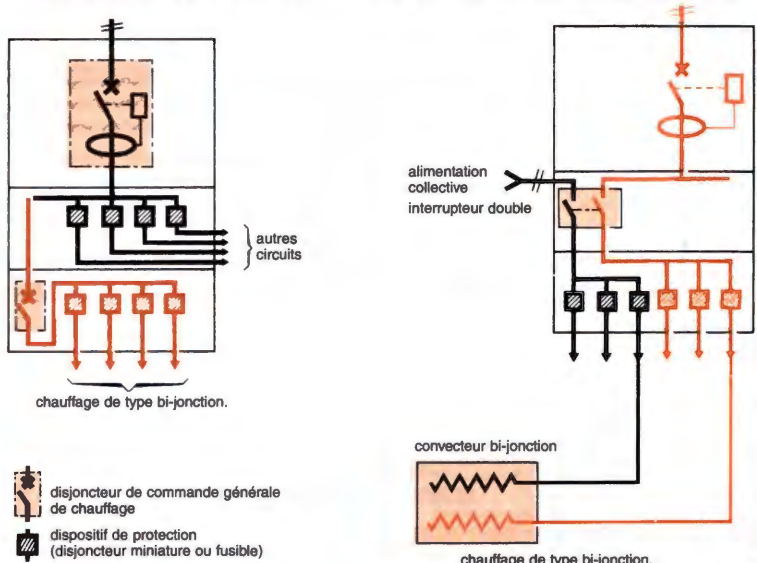 autres
circuits
chauffage de type bi-jonction.
disjoncteur de commande générale
de chauffage
dispositif de protection
(disjoncteur miniature ou fusible)
alimentation
collective
interrupteur double
convecteur bi-jonction
chauffage de type bi-jonction.